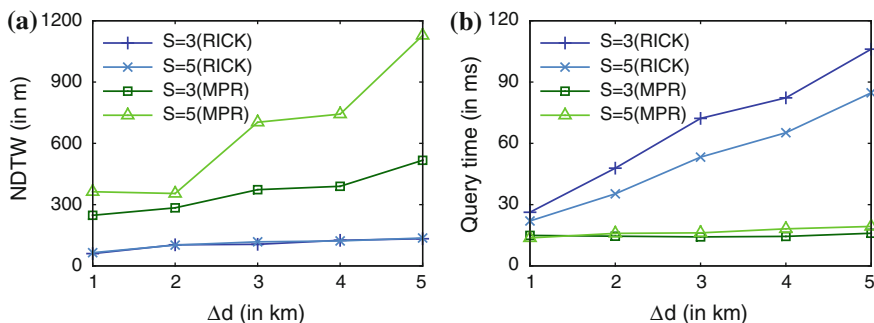 (a)
1200
900
600
300
0
NDTW (in m)
S=3(RICK)
S=5(RICK)
S=3(MPR)
S=5(MPR)
1 2 3 4 5
Δd (in km)
(b)
120
90
60
30
0
Query time (in ms)
S=3(RICK)
S=5(RICK)
S=3(MPR)
S=5(MPR)
1 2 3 4 5
Δd (in km)